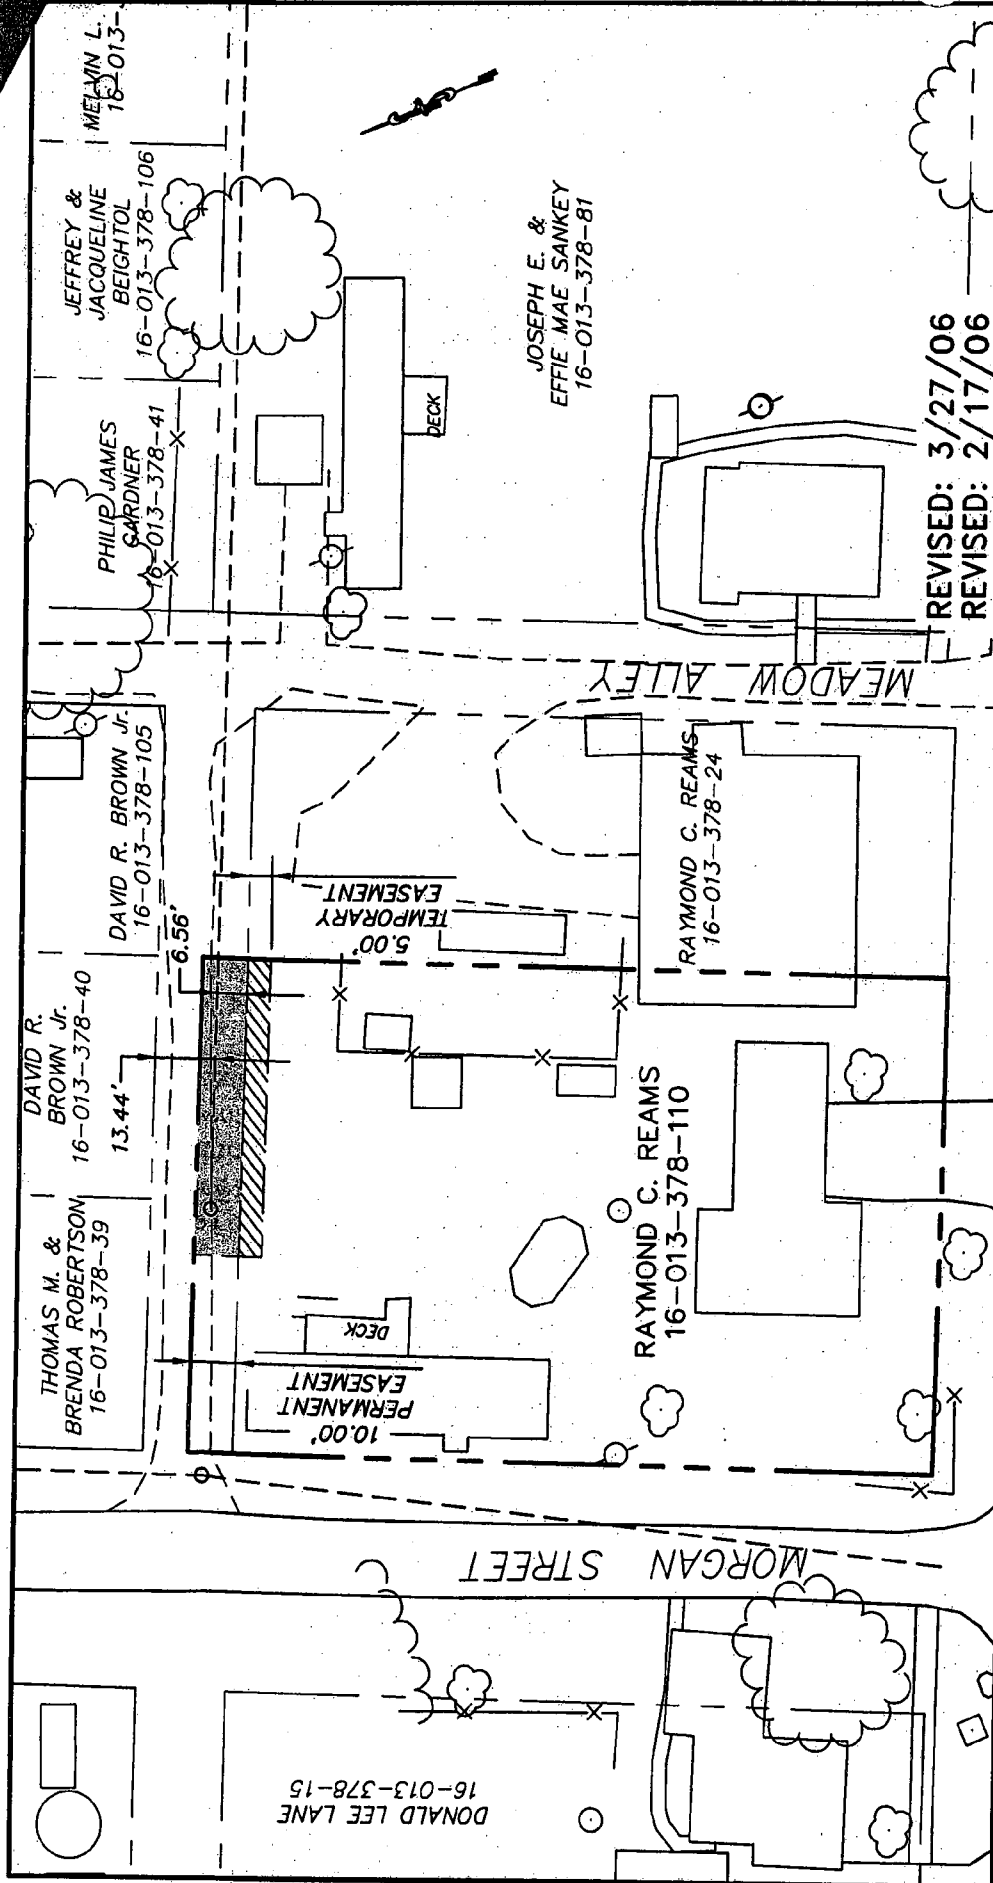 MELVIN L.
16-013-
JEFFREY &
JACQUELINE
BEIGHTOL
16-013-378-106
PHILIP JAMES
GARDNER
16-013-378-41
DAVID R. BROWN Jr.
16-013-378-105
DAVID R.
BROWN Jr.
16-013-378-40
THOMAS M. &
BRENDA ROBERTSON
16-013-378-39
13.44'
6.56'
5.00'
TEMPORARY
EASEMENT
10.00'
PERMANENT
EASEMENT
DECK
DECK
JOSEPH E. &
EFFIE MAE SANKEY
16-013-378-81
MEADOW ALLEY
RAYMOND C. REAMS
16-013-378-24
RAYMOND C. REAMS
16-013-378-110
MORGAN STREET
DONALD LEE LANE
16-013-378-15
REVISED: 3/27/06
REVISED: 2/17/06